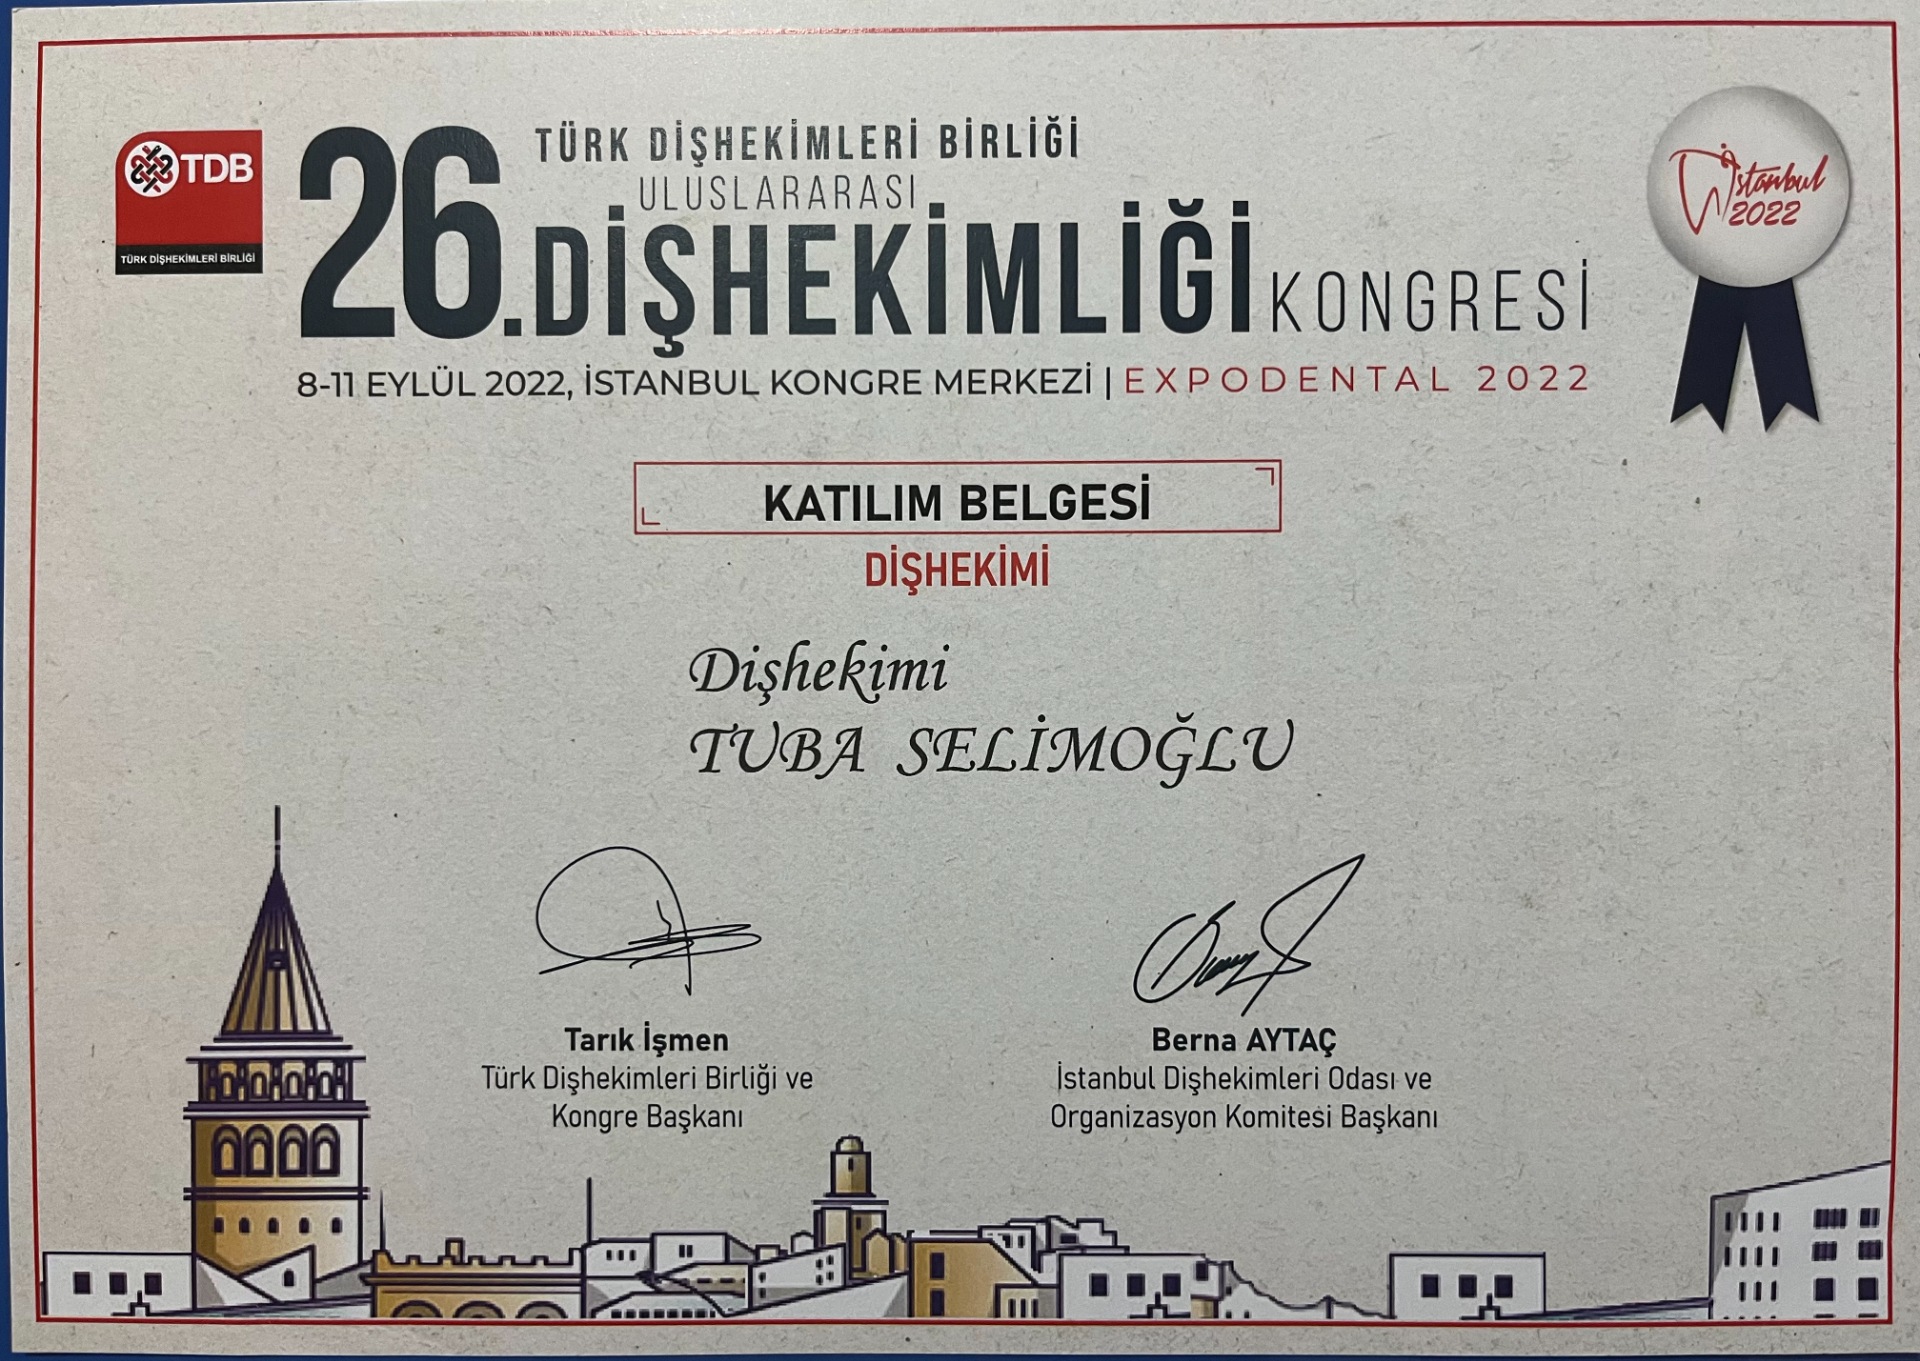 TDB
TÜRK DİŞHEKİMLERİ BİRLİĞİ
TÜRK DİŞHEKİMLERİ BİRLİĞİ
ULUSLARARASI
26.DİŞHEKİMLİĞİ KONGRESİ
8-11 EYLÜL 2022, İSTANBUL KONGRE MERKEZİ | EXPODENTAL 2022
İstanbul
2022
KATILIM BELGESİ
DİŞHEKİMİ
Dişhekimi
TUBA SELİMOĞLU
Tarık İşmen
Türk Dişhekimleri Birliği ve
Kongre Başkanı
Berna AYTAÇ
İstanbul Dişhekimleri Odası ve
Organizasyon Komitesi Başkanı